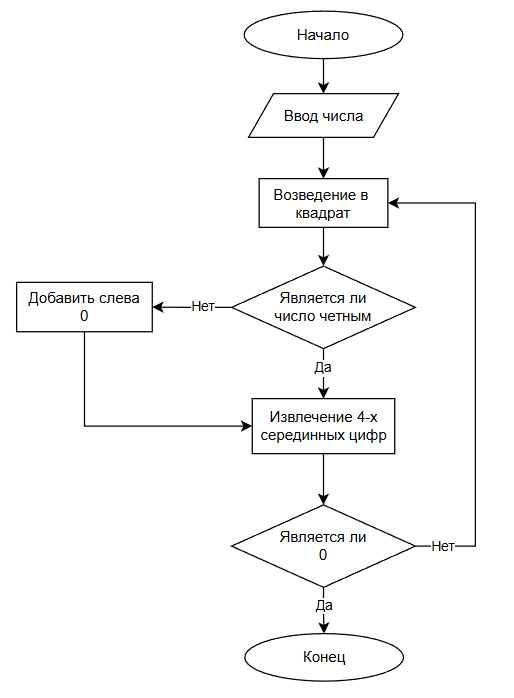 Начало
Ввод числа
Возведение в
квадрат
Является ли
число четным
Нет
Добавить слева
0
Да
Извлечение 4-х
серединных цифр
Является ли
0
Нет
Да
Конец